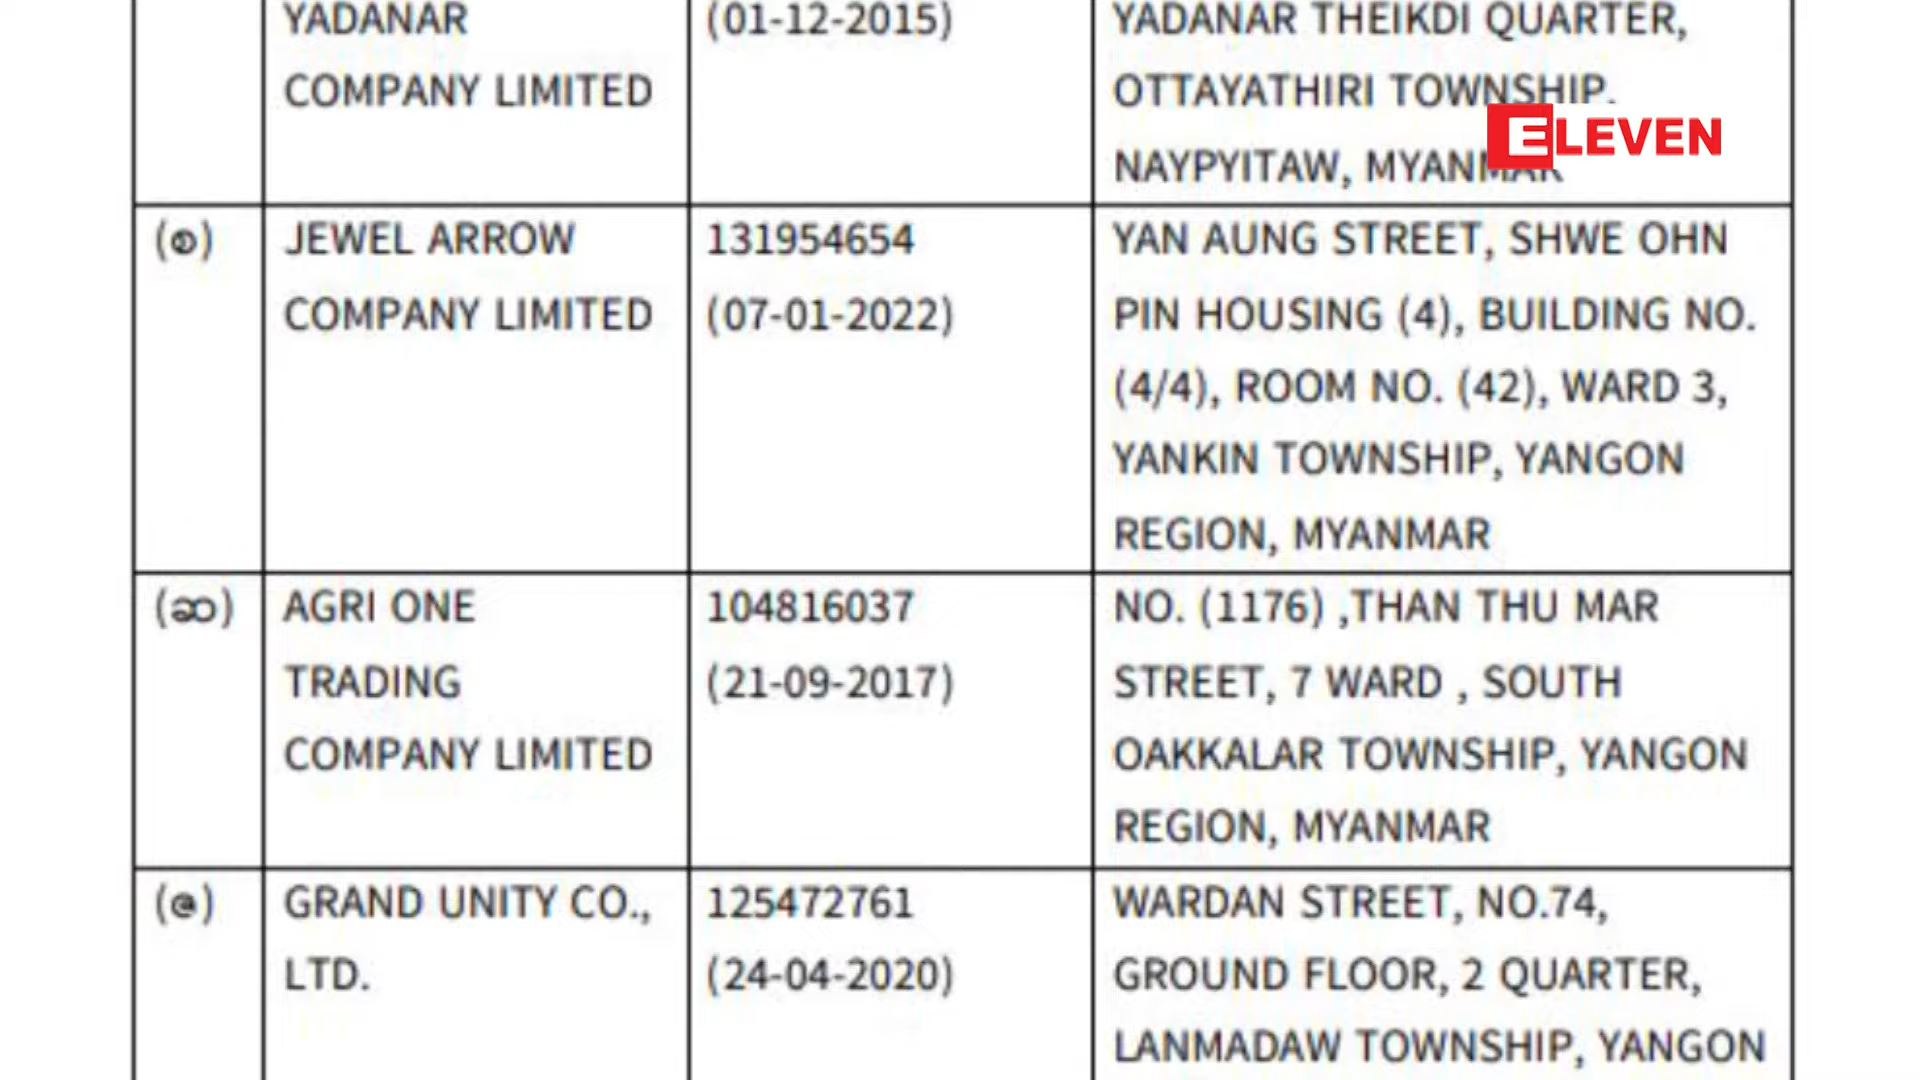 YADANAR
COMPANY LIMITED
(01-12-2015)
YADANAR THEIKDI QUARTER,
OTTAYATHIRI TOWNSHIP,
NAYPYITAW, MYANMAR
ELEVEN
(စ)
JEWEL ARROW
COMPANY LIMITED
131954654
(07-01-2022)
YAN AUNG STREET, SHWE OHN
PIN HOUSING (4), BUILDING NO.
(4/4), ROOM NO. (42), WARD 3,
YANKIN TOWNSHIP, YANGON
REGION, MYANMAR
(ဆ)
AGRI ONE
TRADING
COMPANY LIMITED
104816037
(21-09-2017)
NO. (1176) ,THAN THU MAR
STREET, 7 WARD , SOUTH
OAKKALAR TOWNSHIP, YANGON
REGION, MYANMAR
(ဇ)
GRAND UNITY CO.,
LTD.
125472761
(24-04-2020)
WARDAN STREET, NO.74,
GROUND FLOOR, 2 QUARTER,
LANMADAW TOWNSHIP, YANGON